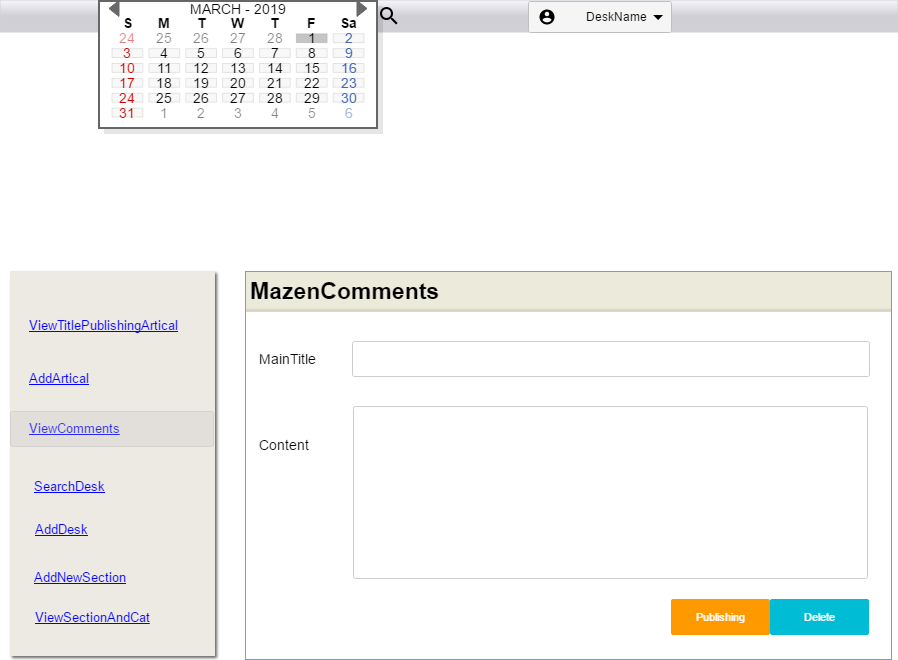 MARCH - 2019
S M T W T F Sa
24 25 26 27 28 1 2
3 4 5 6 7 8 9
10 11 12 13 14 15 16
17 18 19 20 21 22 23
24 25 26 27 28 29 30
31 1 2 3 4 5 6
DeskName
ViewTitlePublishingArtical
AddArtical
ViewComments
SearchDesk
AddDesk
AddNewSection
ViewSectionAndCat
MazenComments
MainTitle
Content
Publishing Delete